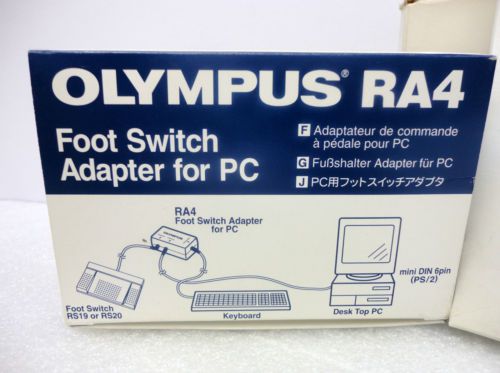 OLYMPUS® RA4
Foot Switch
Adapter for PC
F Adaptateur de commande
à pédale pour PC
G Fußshalter Adapter für PC
J PC用フットスイッチアダプタ
RA4
Foot Switch Adapter
for PC
Foot Switch
RS19 or RS20
Keyboard
Desk Top PC
mini DIN 6pin
(PS/2)